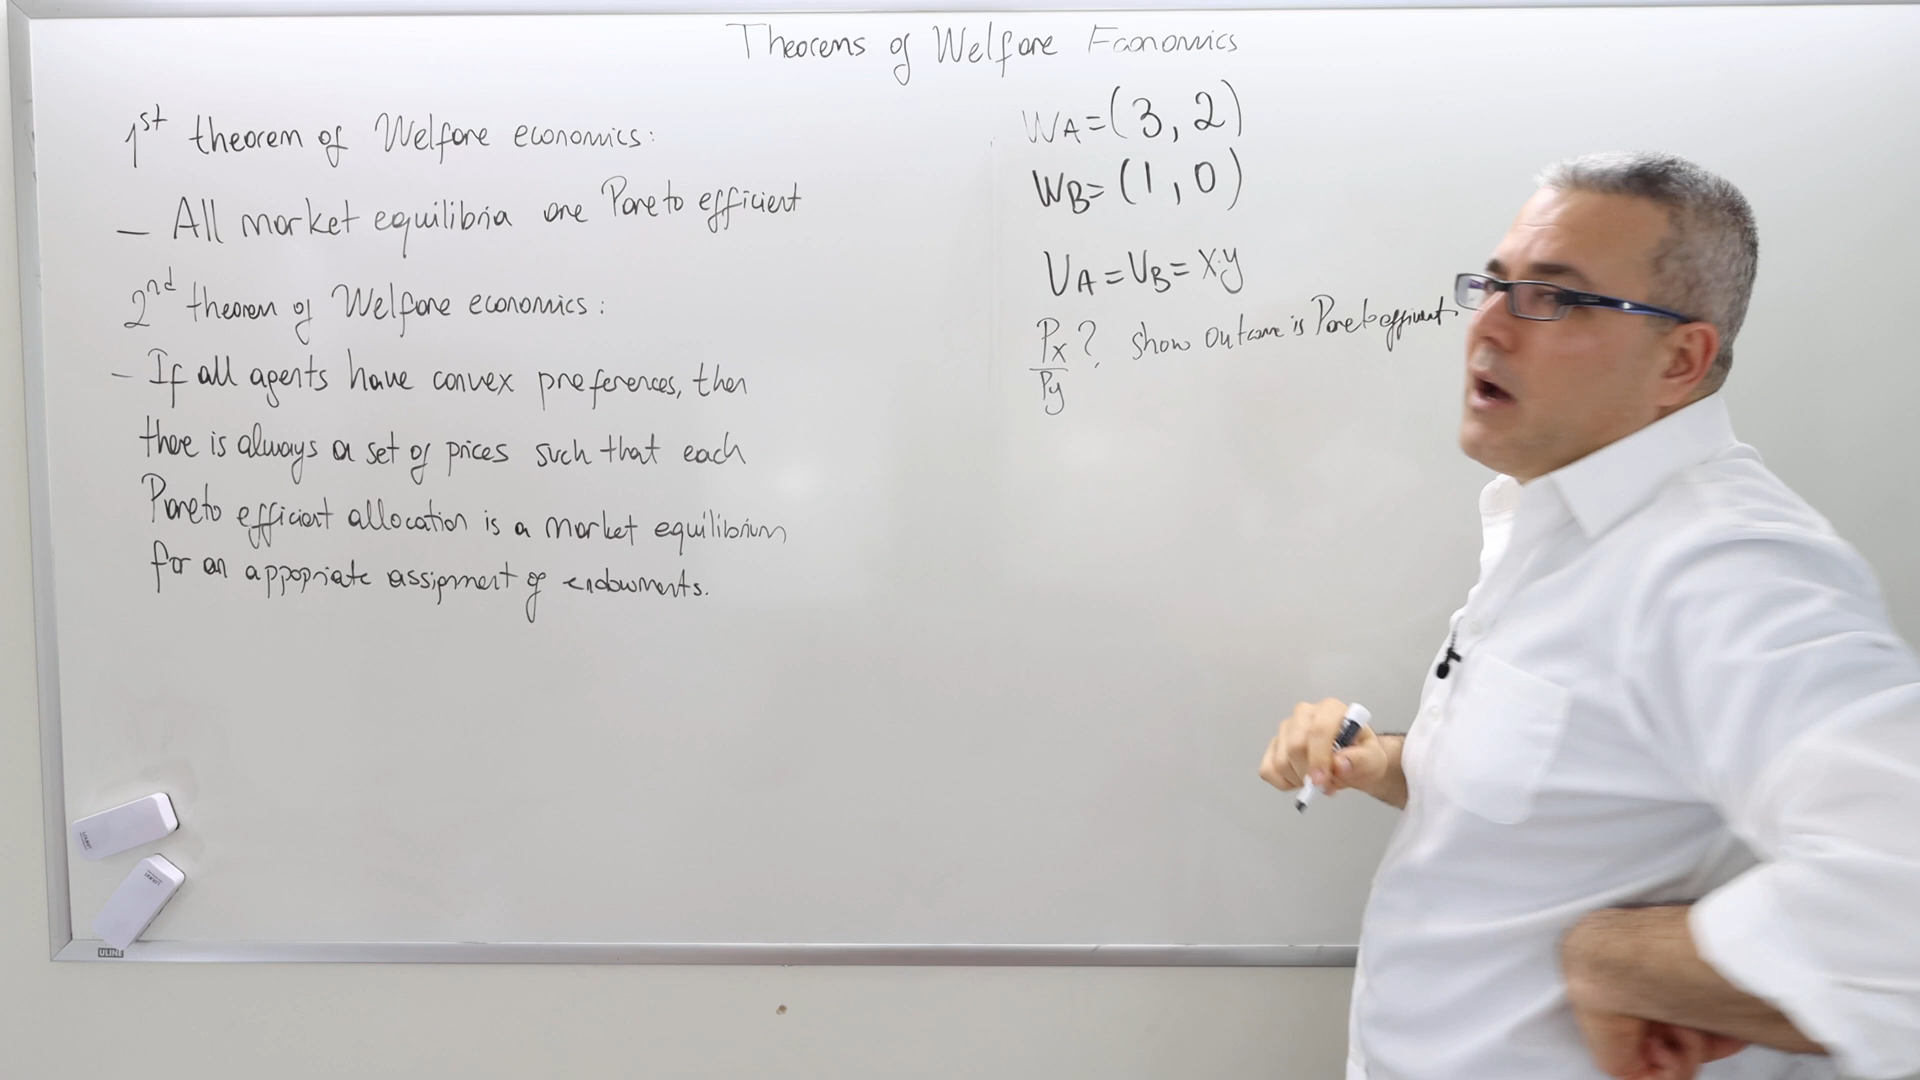 Theorems of Welfare Economics
1st theorem of Welfare economics:
- All market equilibria are Pareto efficient
2nd theorem of Welfare economics:
- If all agents have convex preferences, then
there is always a set of prices such that each
Pareto efficient allocation is a market equilibrium
for an appopriate assignment of endowments.
WA=(3,2)
WB=(1,0)
UA=UB=x.y
Px/Py ? show outcome is Pareto efficient.
ULINE